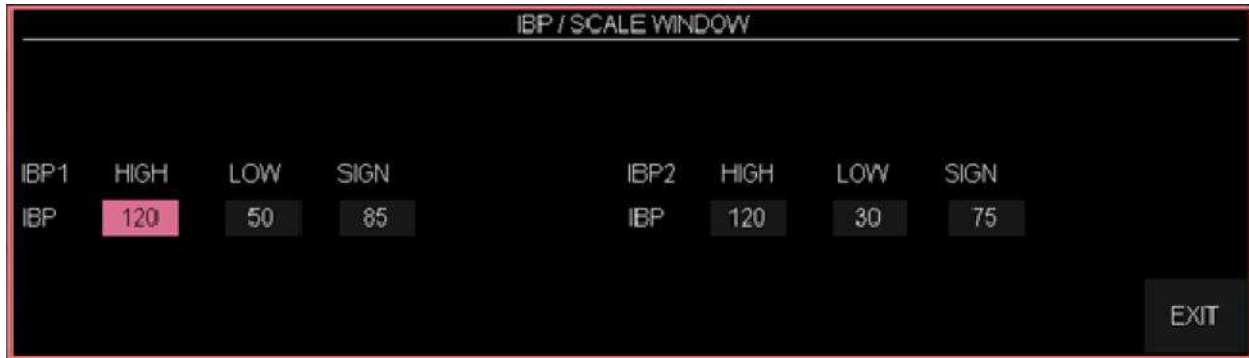 IBP / SCALE WINDOW
IBP1 HIGH LOW SIGN IBP2 HIGH LOW SIGN
IBP 120 50 85 IBP 120 30 75
EXIT